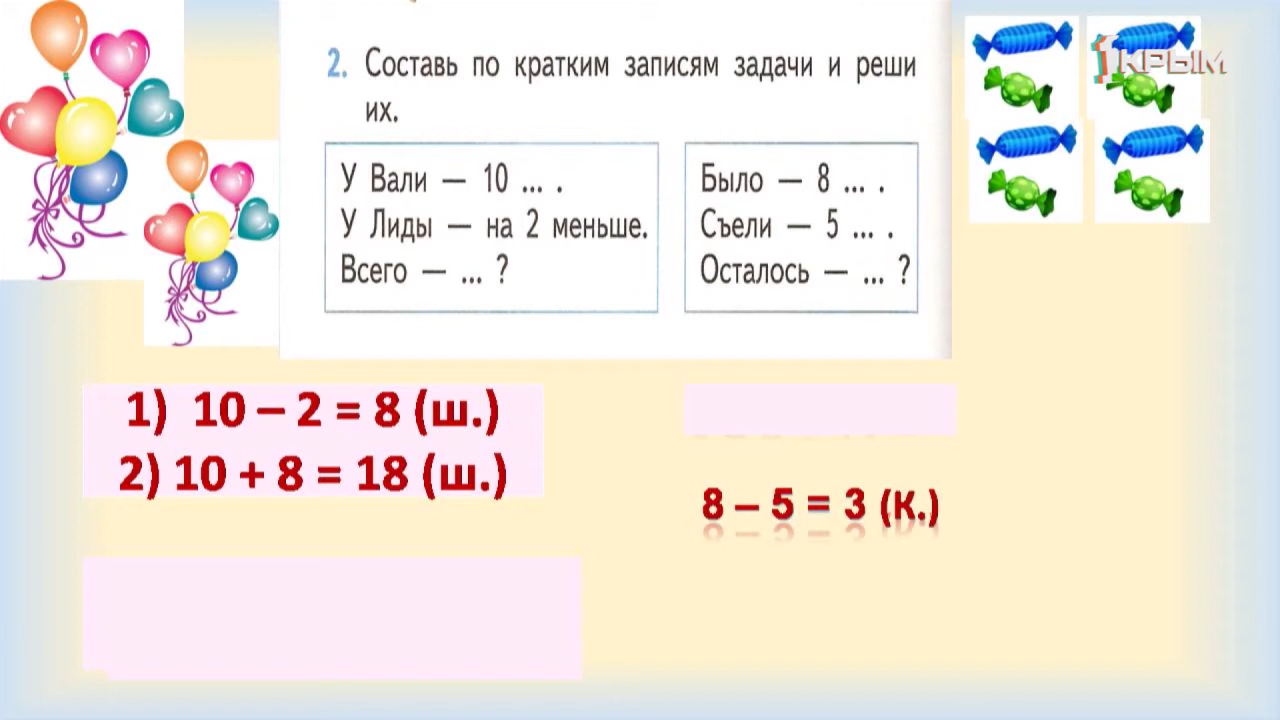 2. Составь по кратким записям задачи и реши
их.
У Вали — 10 ... .
У Лиды — на 2 меньше.
Всего — ... ?
Было — 8 ... .
Съели — 5 ... .
Осталось — ... ?
1КРЫМ
1) 10 – 2 = 8 (ш.)
2) 10 + 8 = 18 (ш.)
8 – 5 = 3 (К.)